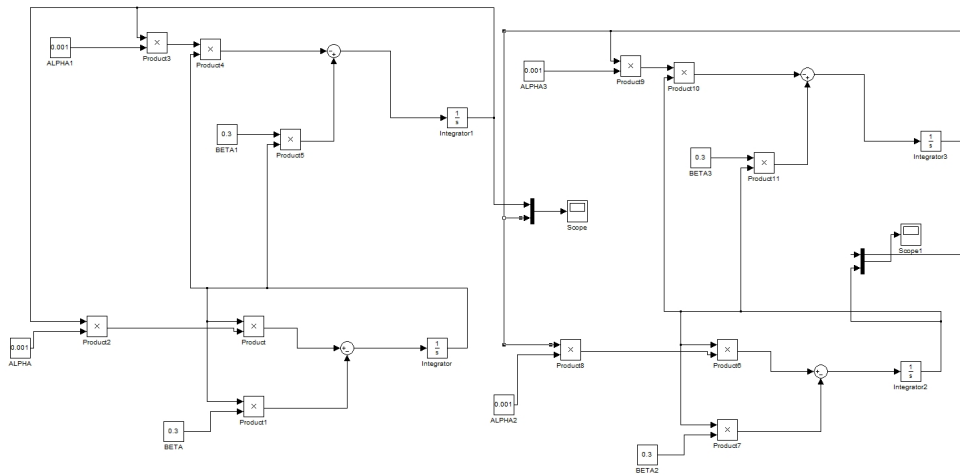 0.001
ALPHA1
×
Product3
×
Product4
0.3
BETA1
×
Product5
1
s
Integrator1
Scope
0.001
ALPHA
×
Product2
×
Product
1
s
Integrator
0.3
BETA
×
Product1
0.001
ALPHA3
×
Product9
×
Product10
0.3
BETA3
×
Product11
1
s
Integrator3
Scope1
0.001
ALPHA2
×
Product8
×
Product6
1
s
Integrator2
0.3
BETA2
×
Product7